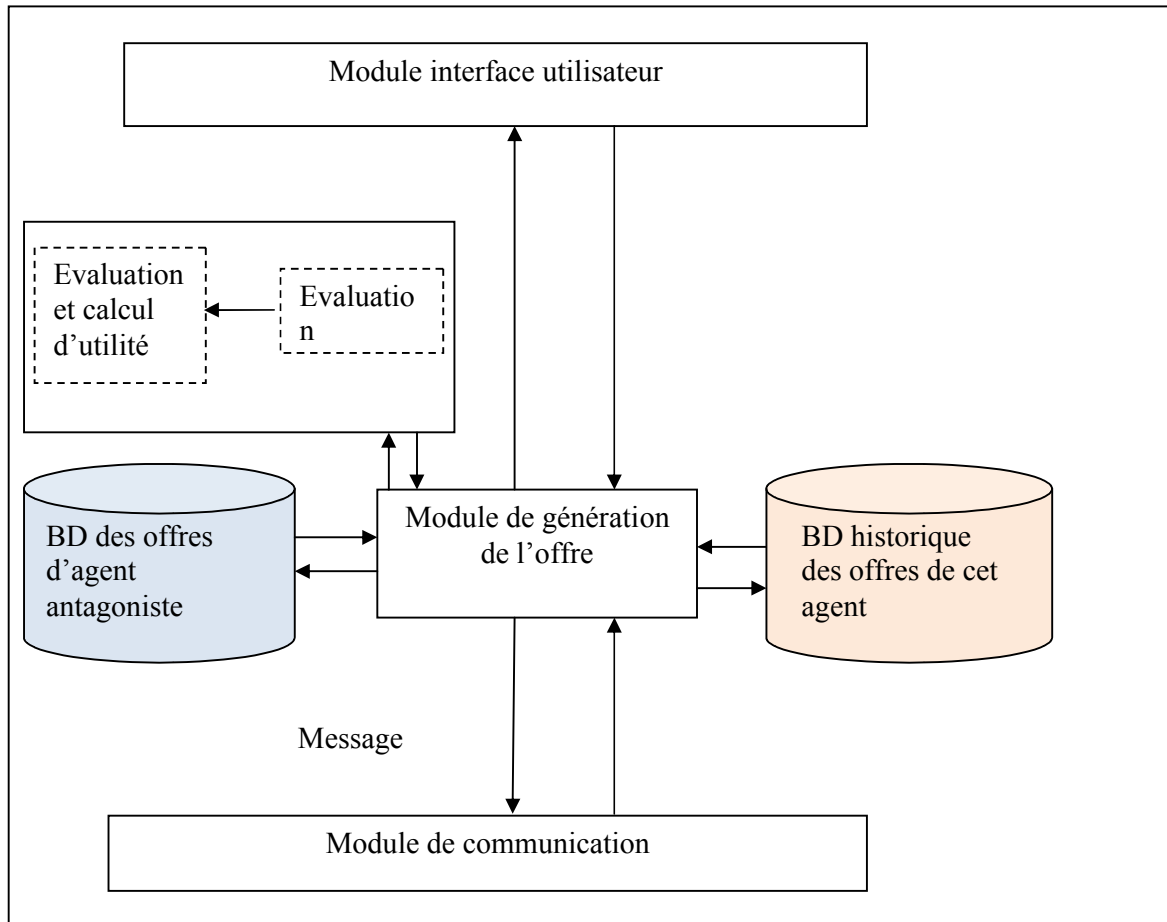 Module interface utilisateur
Evaluation
et calcul
d’utilité
Evaluatio
n
BD des offres
d’agent
antagoniste
Module de génération
de l’offre
BD historique
des offres de cet
agent
Message
Module de communication